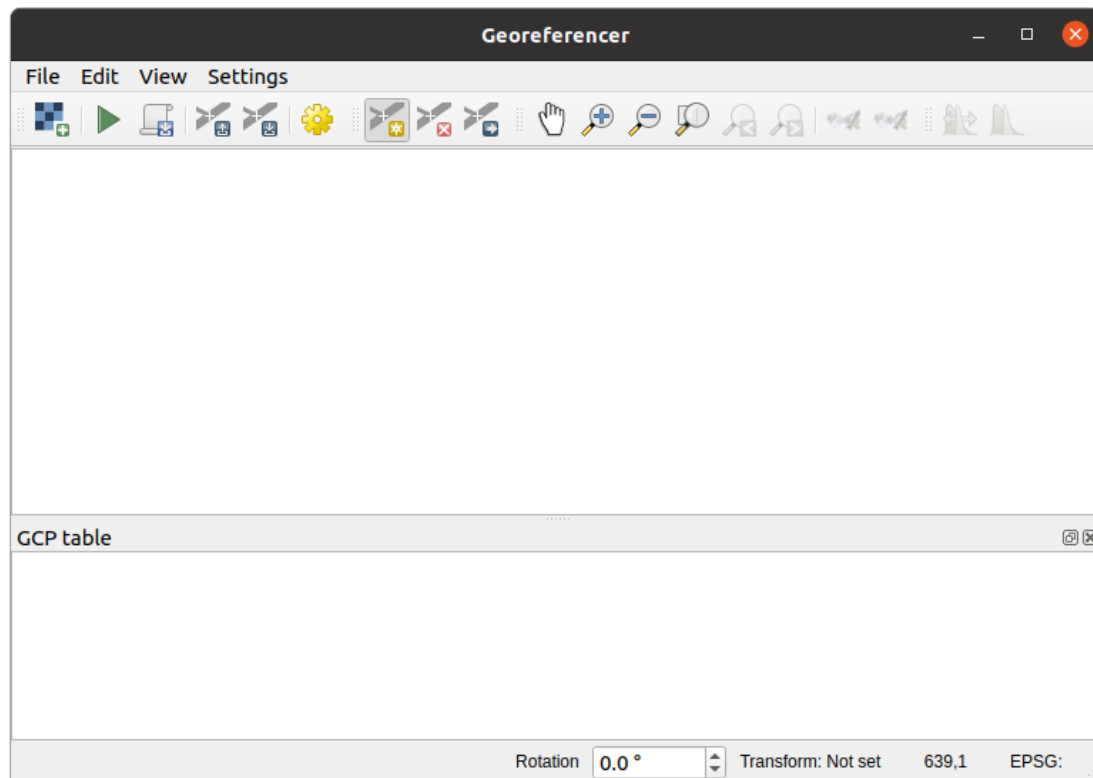 Georeferencer
File Edit View Settings
GCP table
Rotation 0.0 ° Transform: Not set 639,1 EPSG: